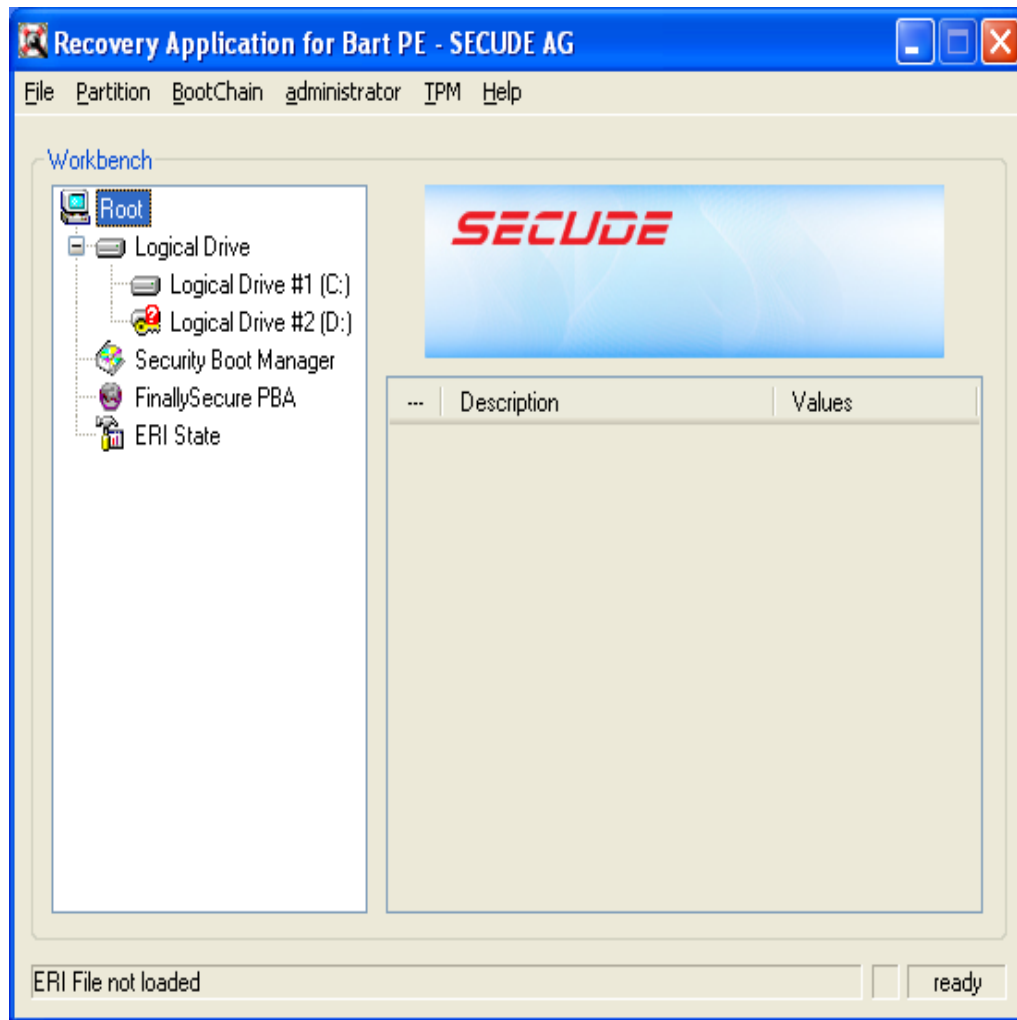 Recovery Application for Bart PE - SECUDE AG
File Partition BootChain administrator TPM Help
Workbench
Root
Logical Drive
Logical Drive #1 (C:)
Logical Drive #2 (D:)
Security Boot Manager
FinallySecure PBA
ERI State
SECUDE
--- Description Values
ERI File not loaded ready